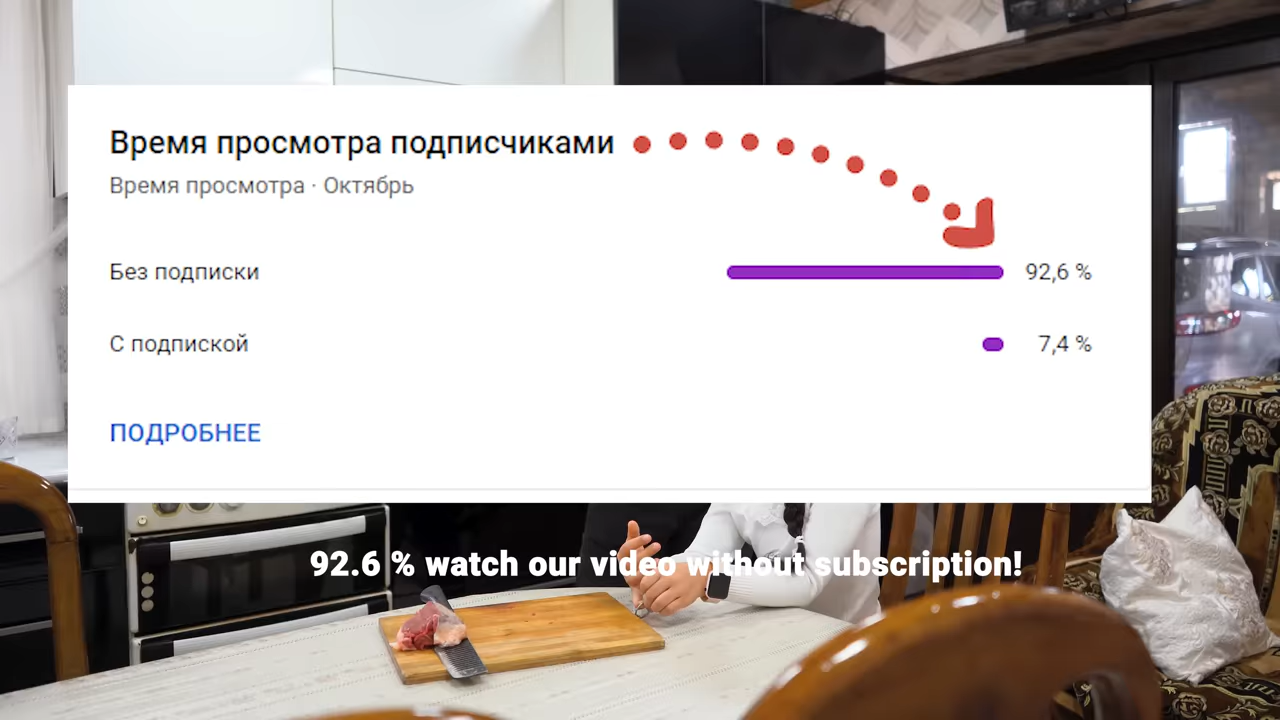 Время просмотра подписчиками
Время просмотра · Октябрь
Без подписки
92,6 %
С подпиской
7,4 %
ПОДРОБНЕЕ
92.6 % watch our video without subscription!